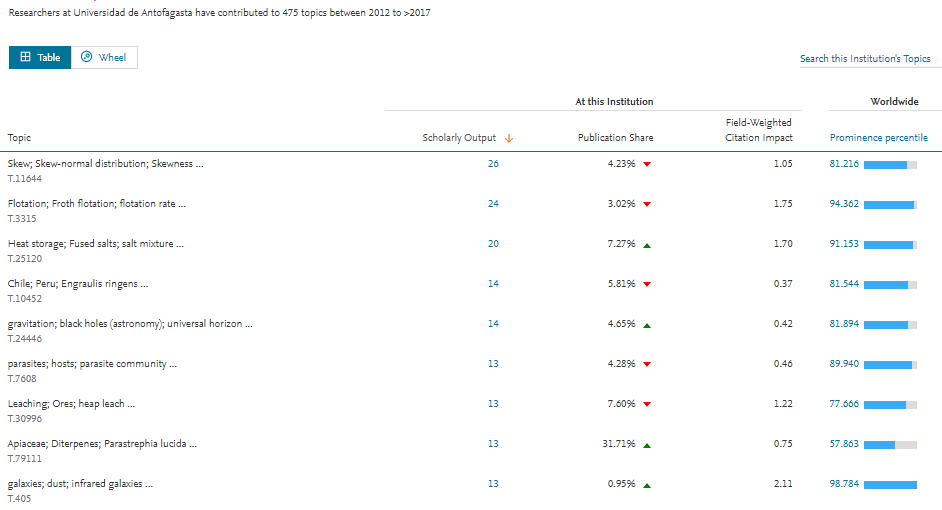 Researchers at Universidad de Antofagasta have contributed to 475 topics between 2012 to >2017
Table Wheel Search this Institution's Topics
At this Institution Worldwide
Topic Scholarly Output Publication Share Field-Weighted Citation Impact Prominence percentile
Skew; Skew-normal distribution; Skewness ... 26 4.23% 1.05 81.216
T.11644
Flotation; Froth flotation; flotation rate ... 24 3.02% 1.75 94.362
T.3315
Heat storage; Fused salts; salt mixture ... 20 7.27% 1.70 91.153
T.25120
Chile; Peru; Engraulis ringens ... 14 5.81% 0.37 81.544
T.10452
gravitation; black holes (astronomy); universal horizon ... 14 4.65% 0.42 81.894
T.24446
parasites; hosts; parasite community ... 13 4.28% 0.46 89.940
T.7608
Leaching; Ores; heap leach ... 13 7.60% 1.22 77.666
T.30996
Apiaceae; Diterpenes; Parastrephia lucida ... 13 31.71% 0.75 57.863
T.79111
galaxies; dust; infrared galaxies ... 13 0.95% 2.11 98.784
T.405